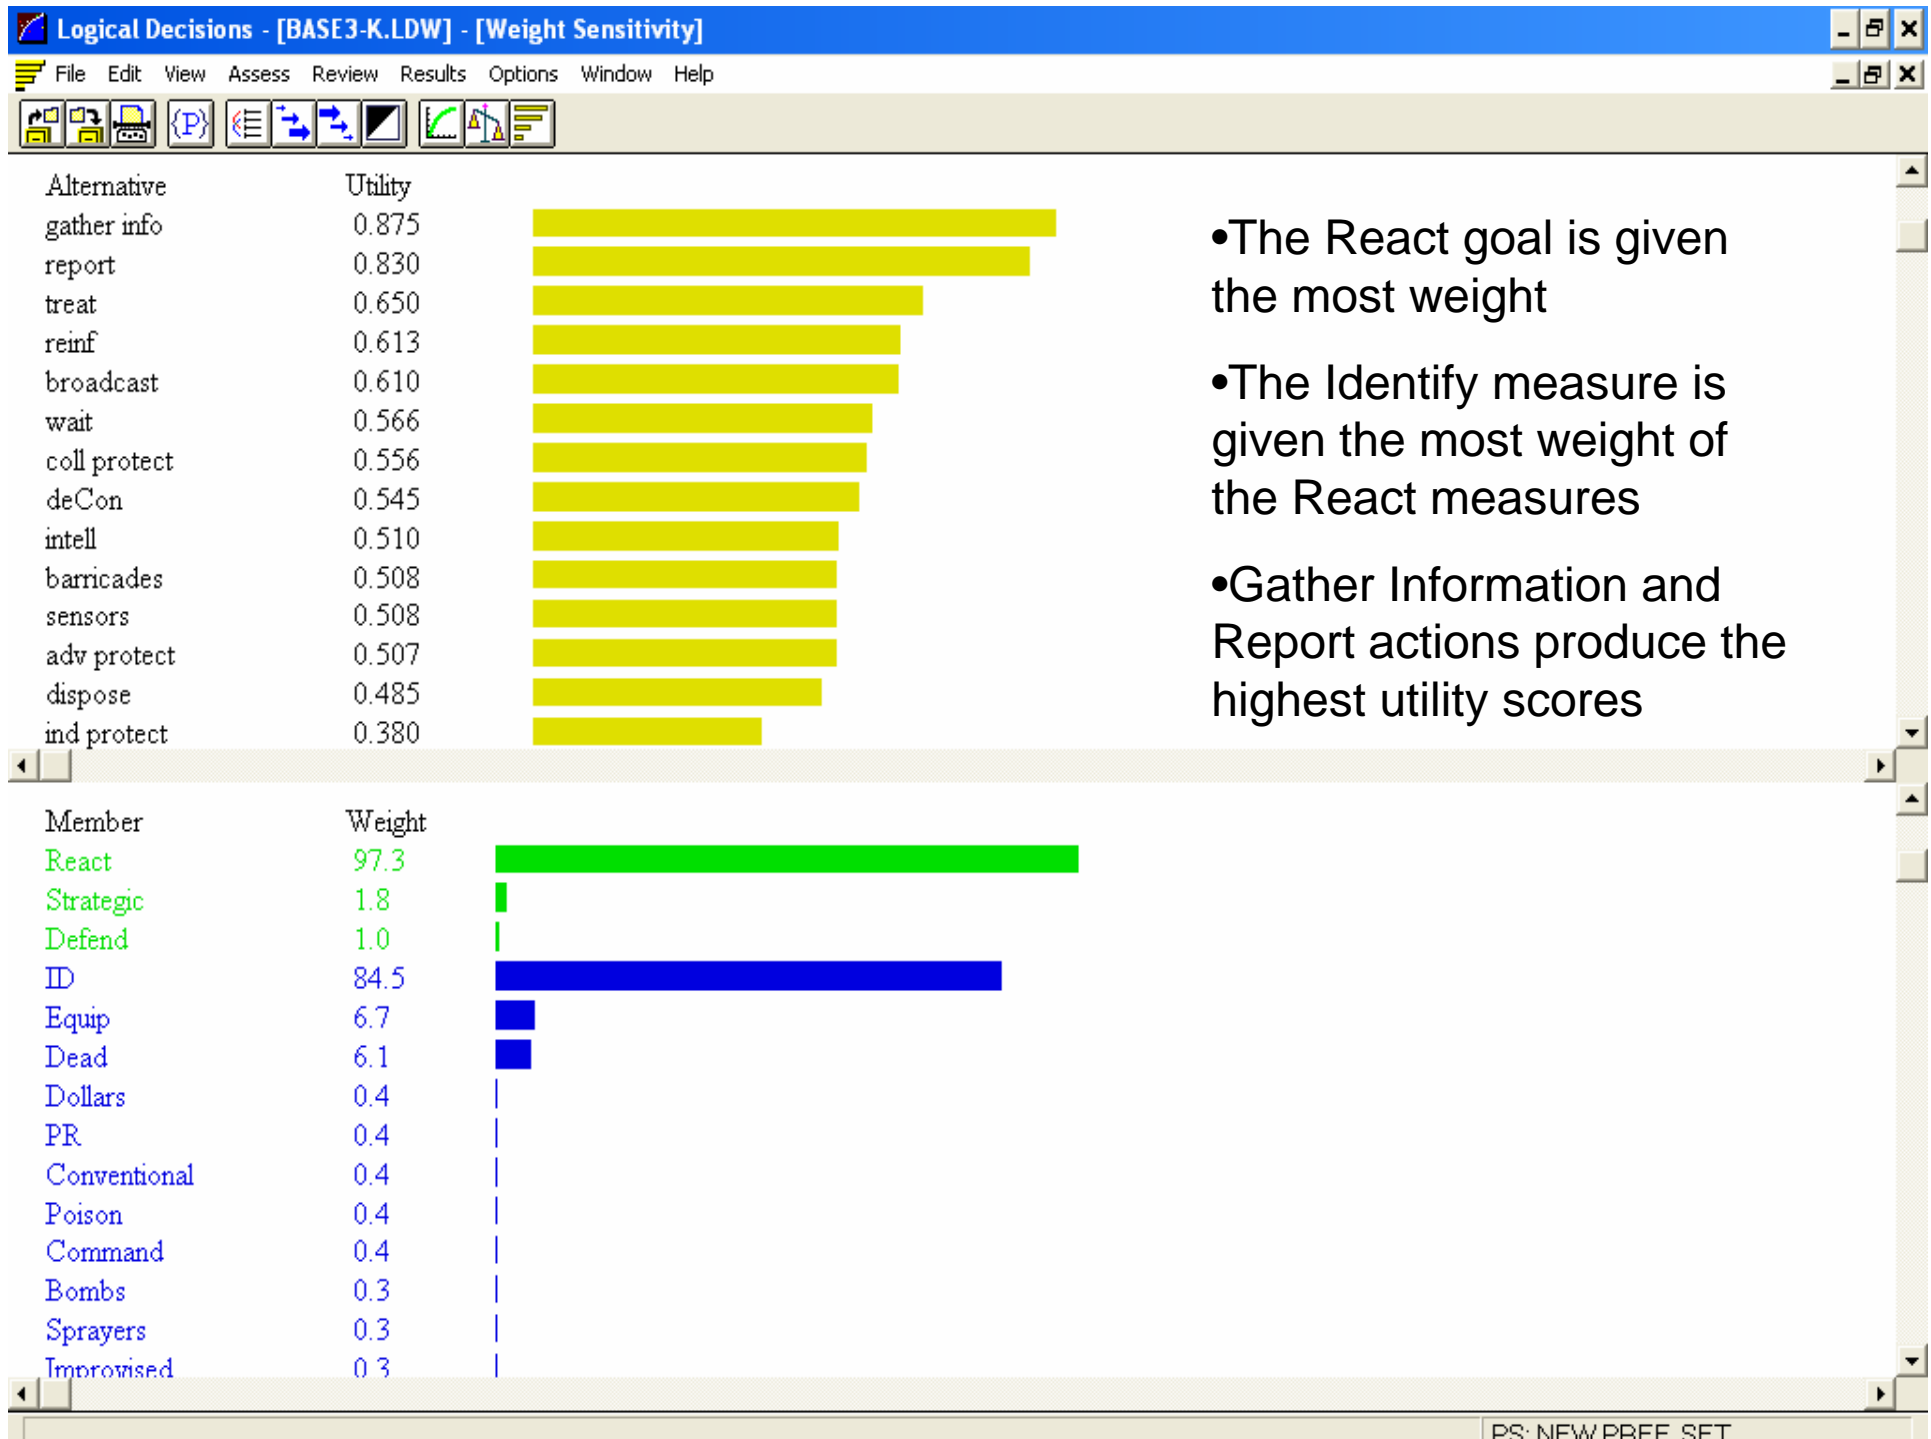 Logical Decisions - [BASE3-K.LDW] - [Weight Sensitivity]
File Edit View Assess Review Results Options Window Help
{P}
Alternative Utility
gather info 0.875
report 0.830
treat 0.650
reinf 0.613
broadcast 0.610
wait 0.566
coll protect 0.556
deCon 0.545
intell 0.510
barricades 0.508
sensors 0.508
adv protect 0.507
dispose 0.485
ind protect 0.380
•The React goal is given
the most weight
•The Identify measure is
given the most weight of
the React measures
•Gather Information and
Report actions produce the
highest utility scores
Member Weight
React 97.3
Strategic 1.8
Defend 1.0
ID 84.5
Equip 6.7
Dead 6.1
Dollars 0.4
PR 0.4
Conventional 0.4
Poison 0.4
Command 0.4
Bombs 0.3
Sprayers 0.3
Improvised 0.3
PS: NEW PREF. SET